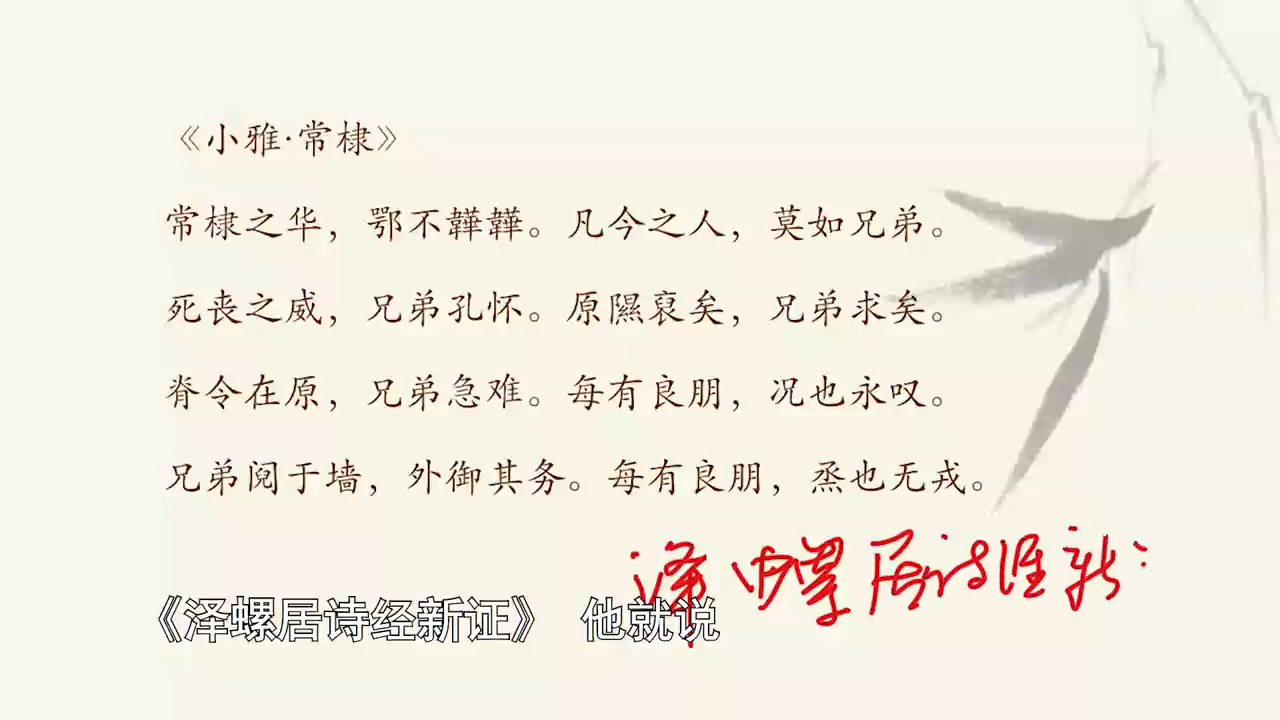 《小雅·常棣》
常棣之华，鄂不韡韡。凡今之人，莫如兄弟。
死丧之威，兄弟孔怀。原隰裒矣，兄弟求矣。
脊令在原，兄弟急难。每有良朋，况也永叹。
兄弟阋于墙，外御其务。每有良朋，烝也无戎。
泽螺居诗经新
《泽螺居诗经新证》 他就说